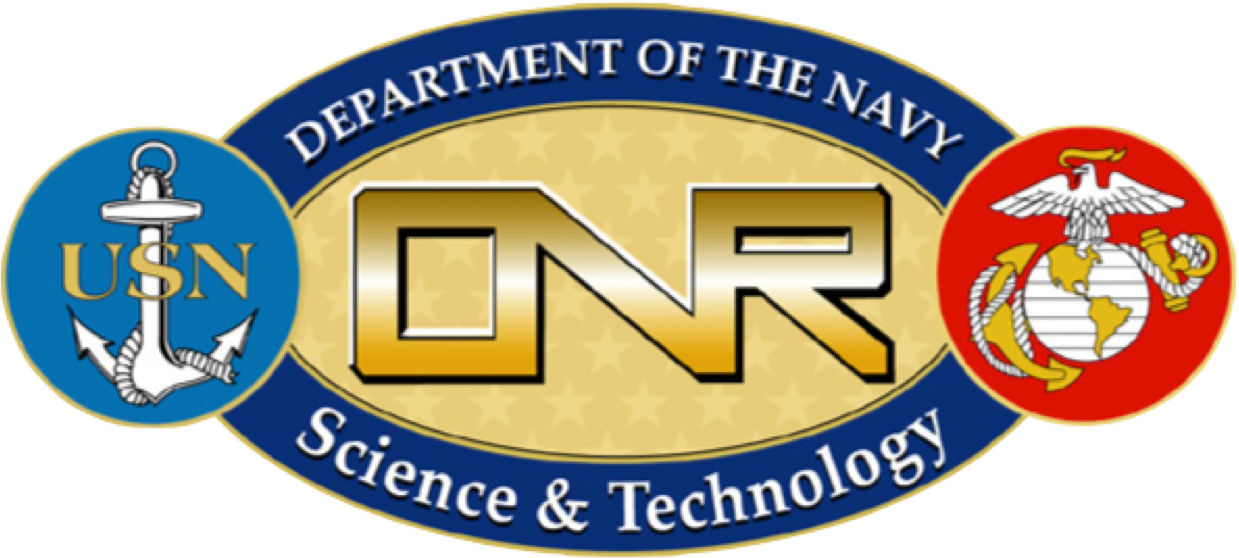 DEPARTMENT OF THE NAVY
USN
ONR
Science & Technology